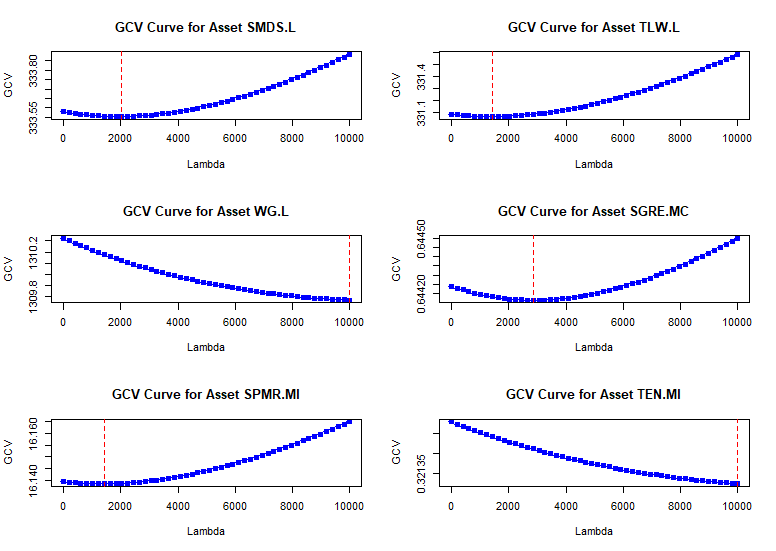 GCV Curve for Asset SMDS.L
GCV
333.55
333.80
0 2000 4000 6000 8000 10000
Lambda
GCV Curve for Asset TLW.L
GCV
331.1
331.4
0 2000 4000 6000 8000 10000
Lambda
GCV Curve for Asset WG.L
GCV
1309.8
1310.2
0 2000 4000 6000 8000 10000
Lambda
GCV Curve for Asset SGRE.MC
GCV
0.64420
0.64450
0 2000 4000 6000 8000 10000
Lambda
GCV Curve for Asset SPMR.MI
GCV
16.140
16.160
0 2000 4000 6000 8000 10000
Lambda
GCV Curve for Asset TEN.MI
GCV
0.32135
0 2000 4000 6000 8000 10000
Lambda